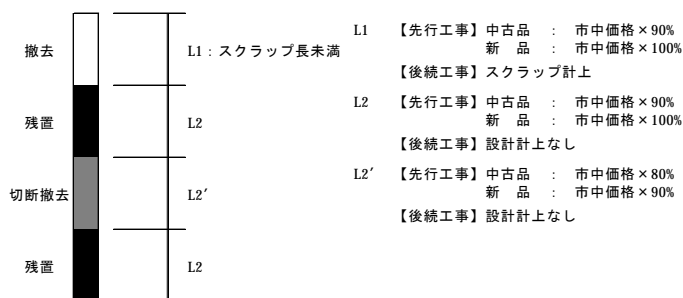 撤去
L1：スクラップ長未満
残置
L2
切断撤去
L2′
残置
L2
L1 【先行工事】中古品 ： 市中価格×90%
新 品 ： 市中価格×100%
【後続工事】スクラップ計上
L2 【先行工事】中古品 ： 市中価格×90%
新 品 ： 市中価格×100%
【後続工事】設計計上なし
L2′ 【先行工事】中古品 ： 市中価格×80%
新 品 ： 市中価格×90%
【後続工事】設計計上なし